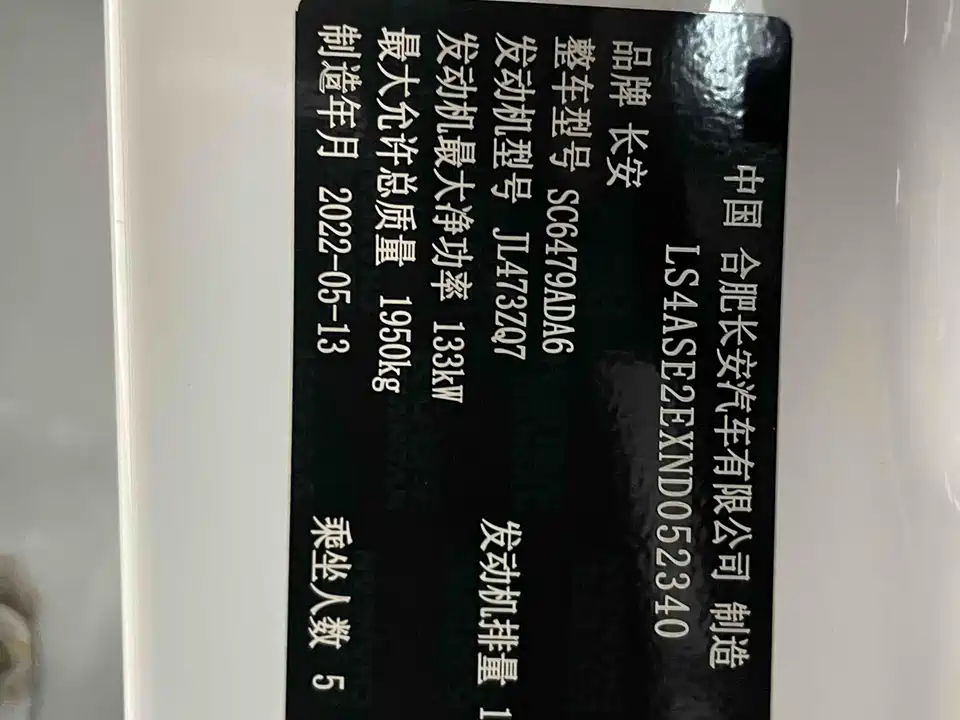 中国 合肥长安汽车有限公司 制造
LS4ASE2EXND052340
品牌 长安
整车型号 SC6479ADA6
发动机型号 JL473ZQ7 发动机排量 1
发动机最大净功率 133kW
最大允许总质量 1950kg
制造年月 2022-05-13 乘坐人数 5